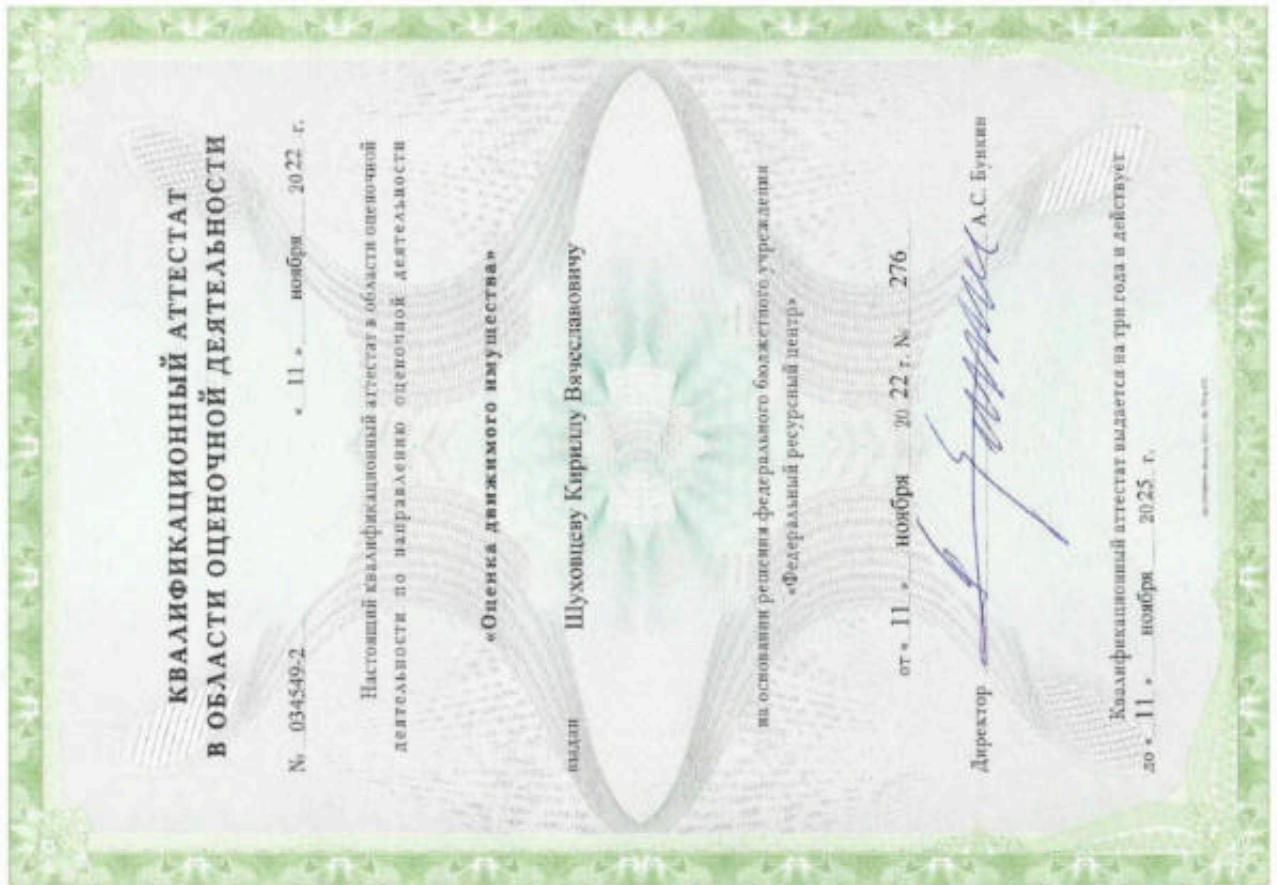 КВАЛИФИКАЦИОННЫЙ АТТЕСТАТ
В ОБЛАСТИ ОЦЕНОЧНОЙ ДЕЯТЕЛЬНОСТИ
№ 034549-2 « 11 » ноября 2022 г.
Настоящий квалификационный аттестат в области оценочной
деятельности по направлению оценочной деятельности
«Оценка движимого имущества»
выдан Шуховцеву Кириллу Вячеславовичу
на основании решения федерального бюджетного учреждения
«Федеральный ресурсный центр»
от « 11 » ноября 20 22 г. № 276
Директор А.С. Бункин
Квалификационный аттестат выдается на три года и действует
до « 11 » ноября 2025 г.